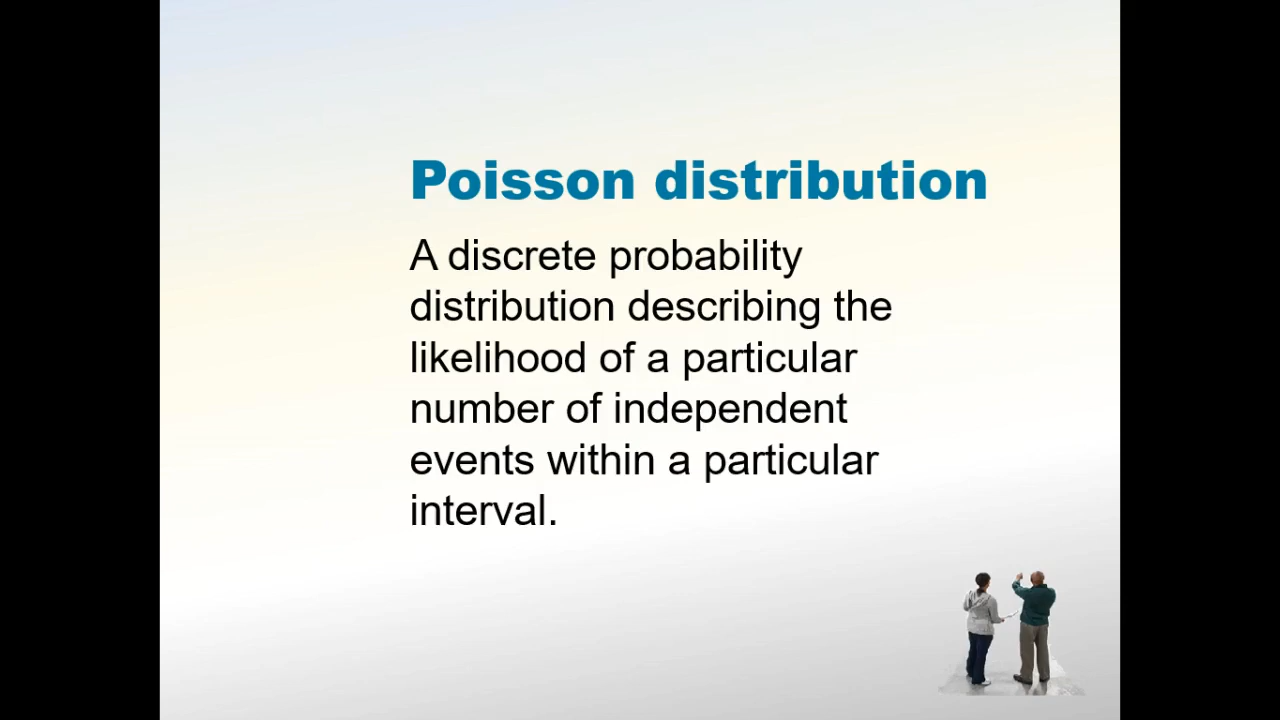 Poisson distribution
A discrete probability
distribution describing the
likelihood of a particular
number of independent
events within a particular
interval.